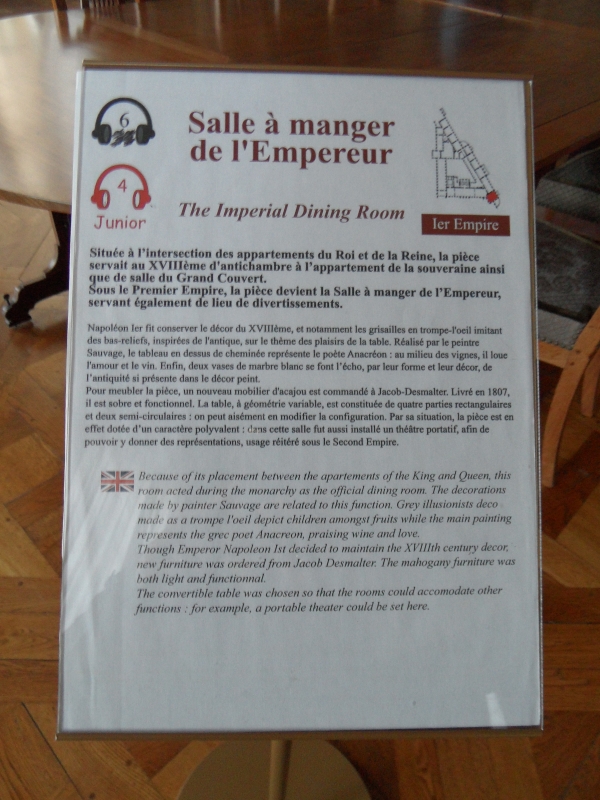 6
4
Junior
Salle à manger
de l'Empereur
The Imperial Dining Room
Ier Empire
Située à l'intersection des appartements du Roi et de la Reine, la pièce
servait au XVIIIème d'antichambre à l'appartement de la souveraine ainsi
que de salle du Grand Couvert.
Sous le Premier Empire, la pièce devient la Salle à manger de l'Empereur,
servant également de lieu de divertissements.
Napoléon Ier fit conserver le décor du XVIIIème, et notamment les grisailles en trompe-l'oeil imitant
des bas-reliefs, inspirées de l'antique, sur le thème des plaisirs de la table. Réalisé par le peintre
Sauvage, le tableau en dessus de cheminée représente le poète Anacréon : au milieu des vignes, il loue
l'amour et le vin. Enfin, deux vases de marbre blanc se font l'écho, par leur forme et leur décor, de
l'antiquité si présente dans le décor peint.
Pour meubler la pièce, un nouveau mobilier d'acajou est commandé à Jacob-Desmalter. Livré en 1807,
il est sobre et fonctionnel. La table, à géométrie variable, est constituée de quatre parties rectangulaires
et deux semi-circulaires : on peut aisément en modifier la configuration. Par sa situation, la pièce est en
effet dotée d'un caractère polyvalent : dans cette salle fut aussi installé un théâtre portatif, afin de
pouvoir y donner des représentations, usage réitéré sous le Second Empire.
Because of its placement between the apartements of the King and Queen, this
room acted during the monarchy as the official dining room. The decorations
made by painter Sauvage are related to this function. Grey illusionists deco
made as a trompe l'oeil depict children amongst fruits while the main painting
represents the grec poet Anacreon, praising wine and love.
Though Emperor Napoleon Ist decided to maintain the XVIIIth century decor,
new furniture was ordered from Jacob Desmalter. The mahogany furniture was
both light and functionnal.
The convertible table was chosen so that the rooms could accomodate other
functions : for example, a portable theater could be set here.